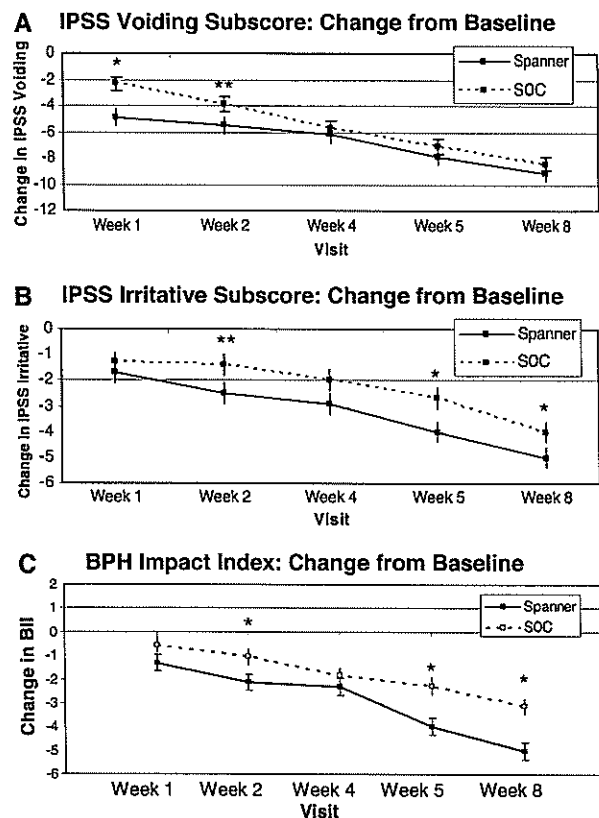 A IPSS Voiding Subscore: Change from Baseline
Change in IPSS Voiding
0
-2
-4
-6
-8
-10
-12
*
**
Spanner
SOC
Week 1 Week 2 Week 4 Week 5 Week 8
Visit
B IPSS Irritative Subscore: Change from Baseline
Change in IPSS Irritative
0
-1
-2
-3
-4
-5
-6
**
*
*
Spanner
SOC
Week 1 Week 2 Week 4 Week 5 Week 8
Visit
C BPH Impact Index: Change from Baseline
Change in BII
2
1
0
-1
-2
-3
-4
-5
-6
*
*
*
Spanner
SOC
Week 1 Week 2 Week 4 Week 5 Week 8
Visit